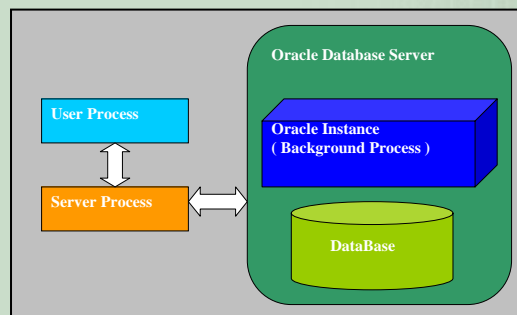 Oracle Database Server
User Process
Oracle Instance
( Background Process )
Server Process
DataBase